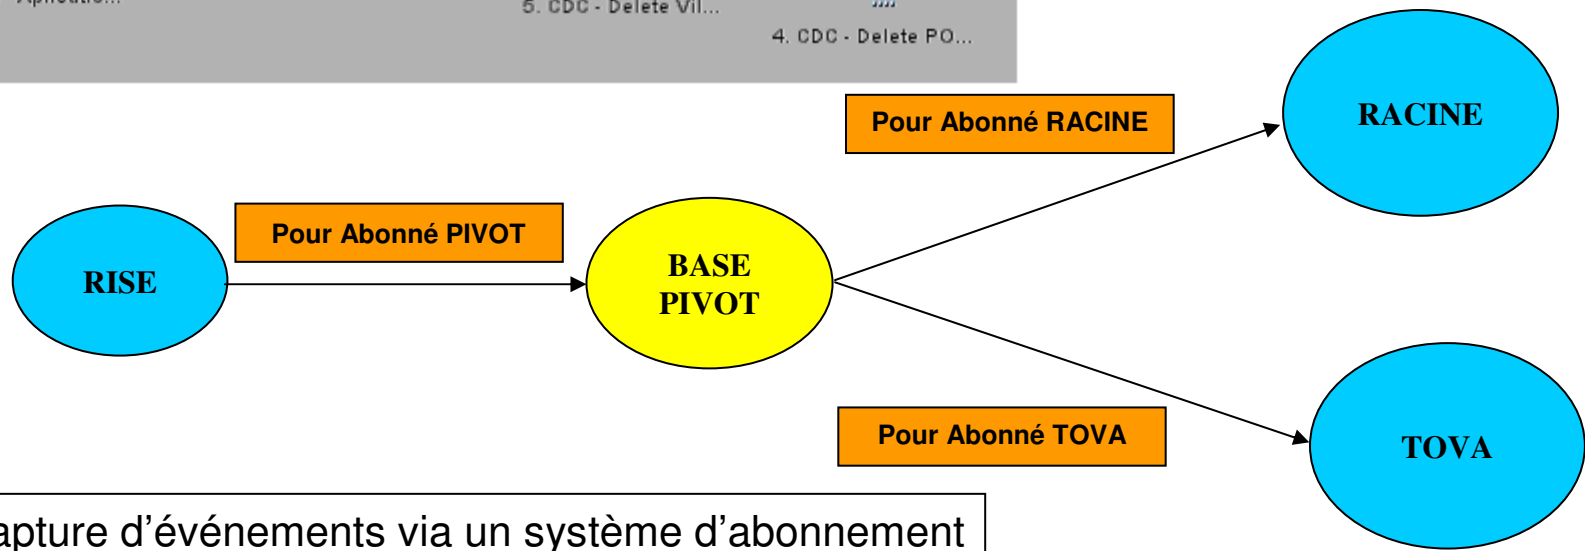 5. CDC - Delete Vil...
4. CDC - Delete PO...
Pour Abonné RACINE
RACINE
Pour Abonné PIVOT
RISE
BASE
PIVOT
Pour Abonné TOVA
TOVA
apture d'événements via un système d'abonnement